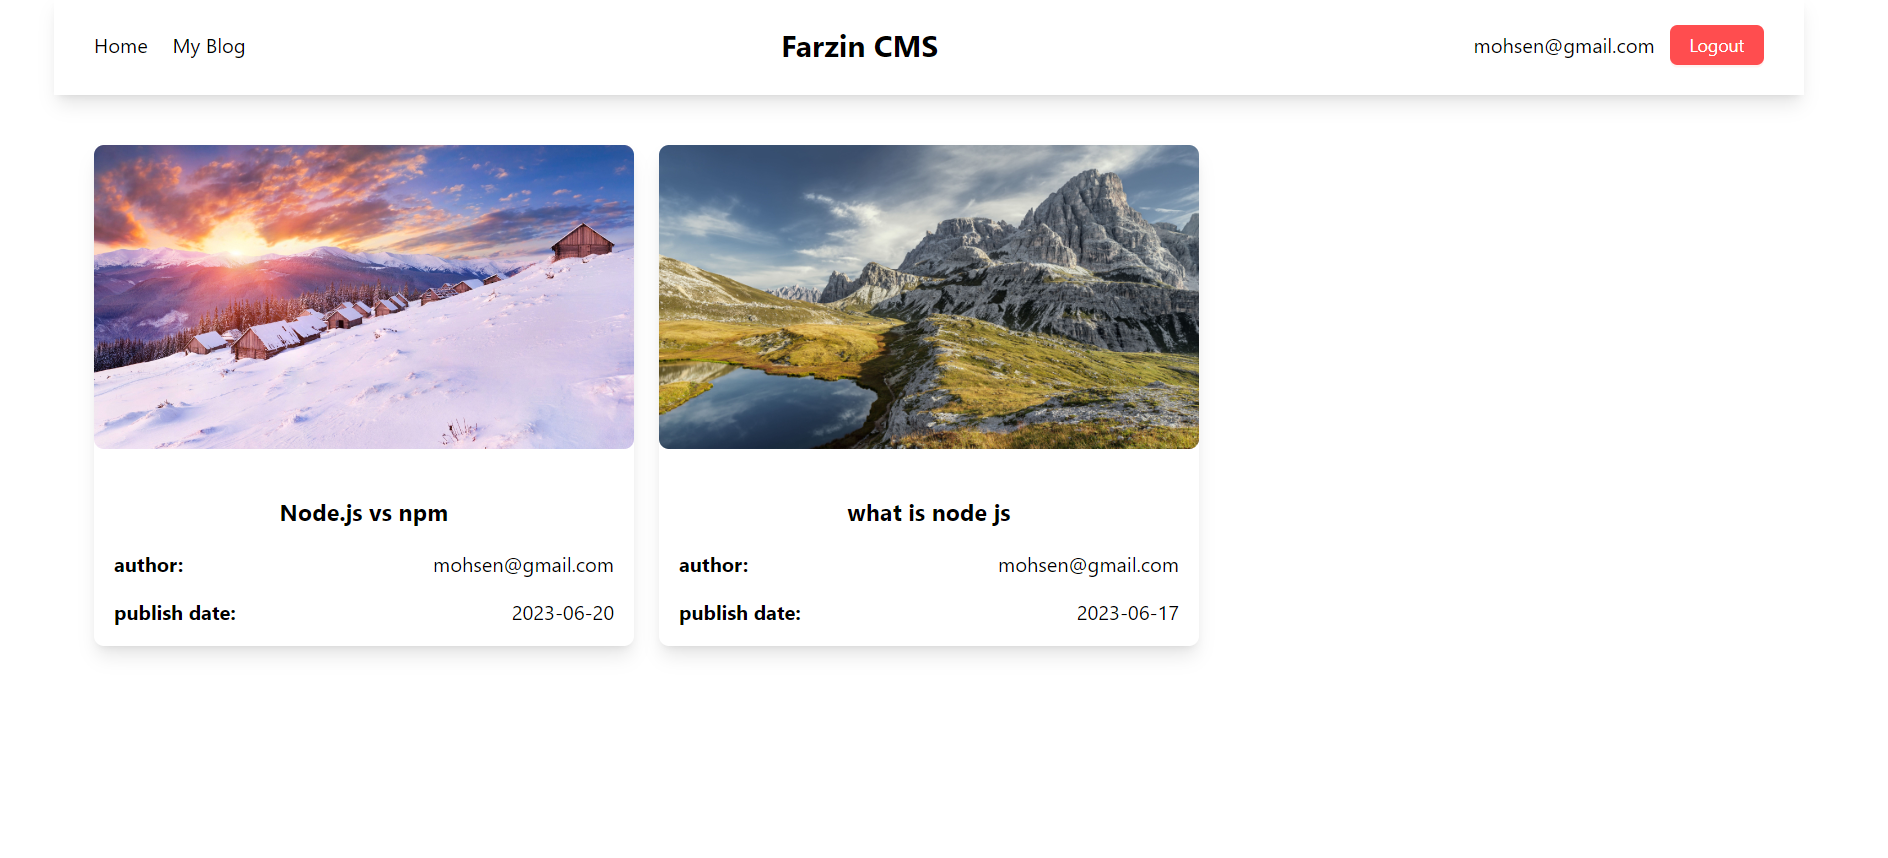 Home My Blog Farzin CMS mohsen@gmail.com Logout
Node.js vs npm
author: mohsen@gmail.com
publish date: 2023-06-20
what is node js
author: mohsen@gmail.com
publish date: 2023-06-17